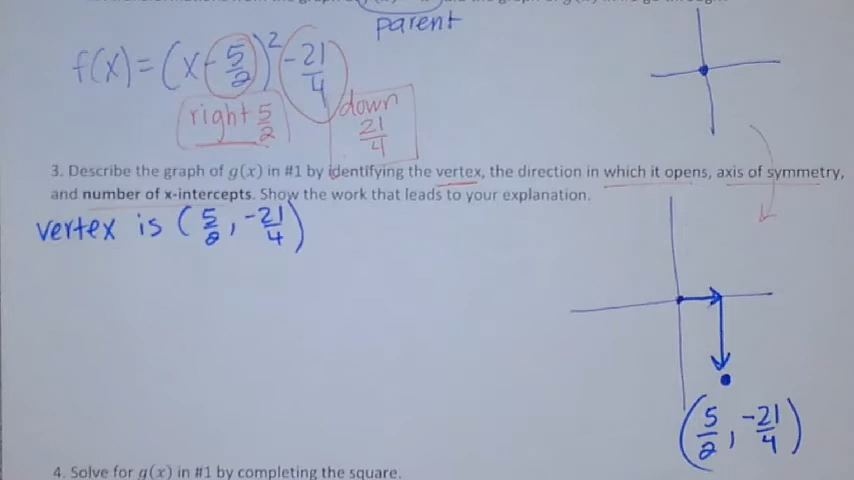 parent
f(x) = (x - 5/2)² - 21/4
right 5/2
down 21/4
3. Describe the graph of g(x) in #1 by identifying the vertex, the direction in which it opens, axis of symmetry,
and number of x-intercepts. Show the work that leads to your explanation.
vertex is (5/2, -21/4)
(5/2, -21/4)
4. Solve for g(x) in #1 by completing the square.